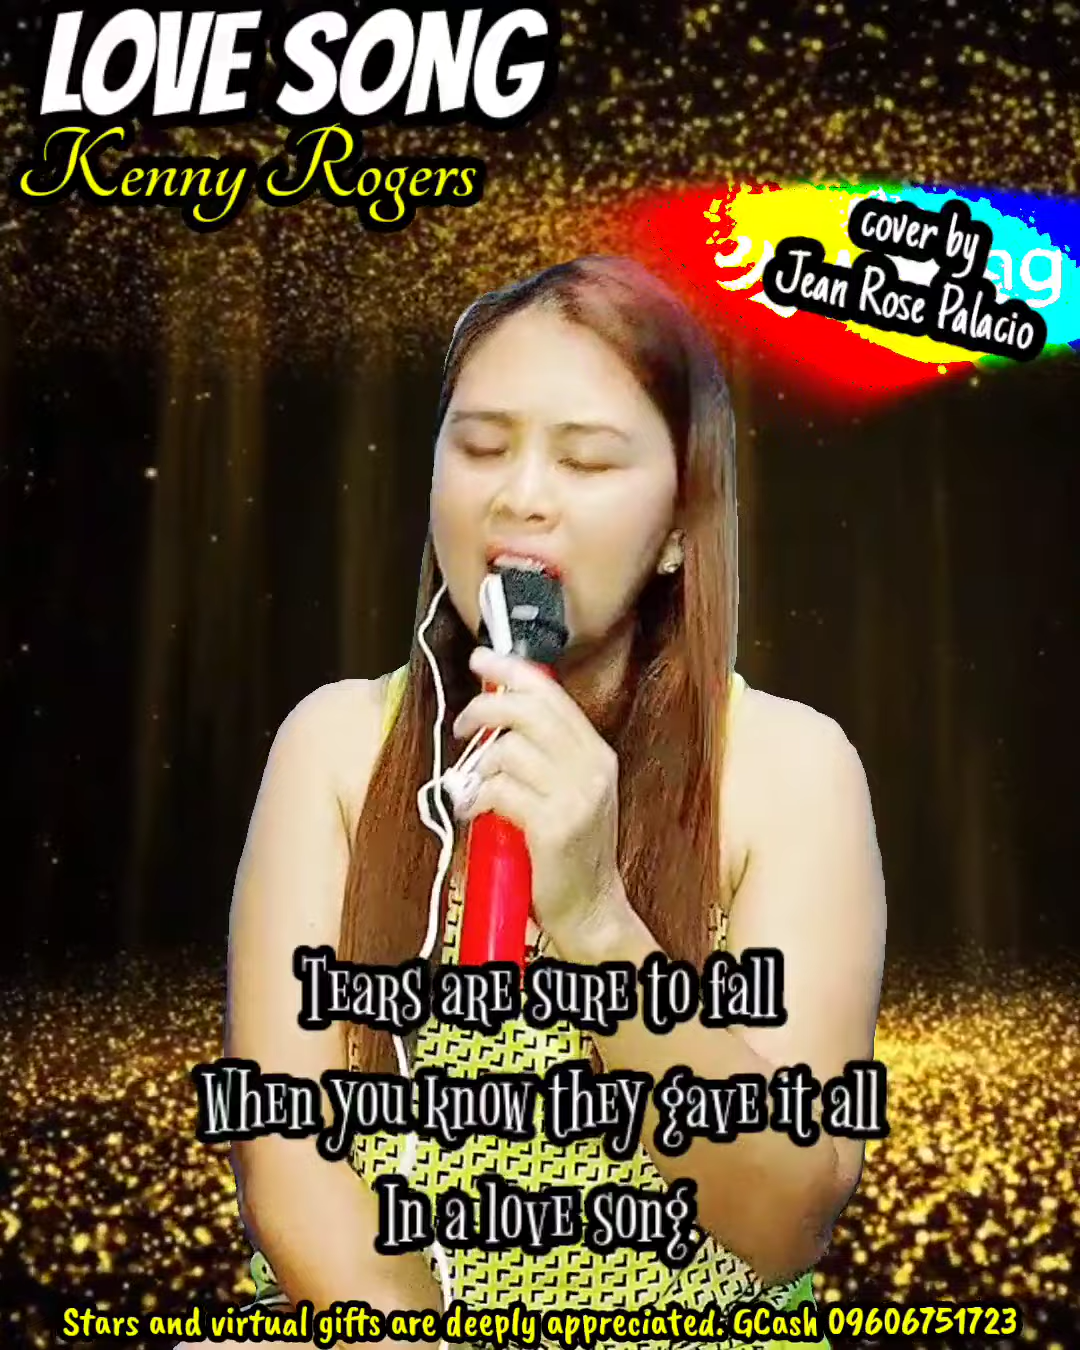 LOVE SONG
Kenny Rogers
cover by
Jean Rose Palacio
Tears are sure to fall
When you know they gave it all
In a love song
Stars and virtual gifts are deeply appreciated. GCash 09606751723